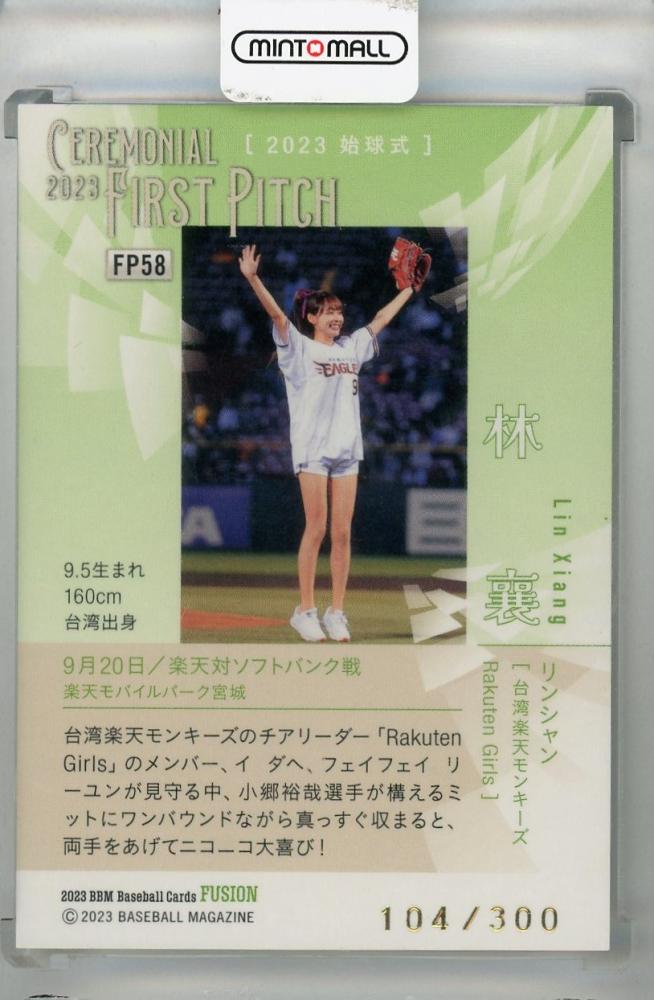 MINTOMALL
CEREMONIAL
2023 FIRST PITCH
[ 2023 始球式 ]
FP58
EAGLE
9
林 襄
Lin Xiang
リンシャン
[ 台湾楽天モンキーズ
Rakuten Girls ]
9.5生まれ
160cm
台湾出身
9月20日／楽天対ソフトバンク戦
楽天モバイルパーク宮城
台湾楽天モンキーズのチアリーダー「Rakuten
Girls」のメンバー、イ ダヘ、フェイフェイ リ
ーユンが見守る中、小郷裕哉選手が構えるミ
ットにワンバウンドながら真っすぐ収まると、
両手をあげてニコニコ大喜び！
2023 BBM Baseball Cards FUSION
©2023 BASEBALL MAGAZINE
104/300